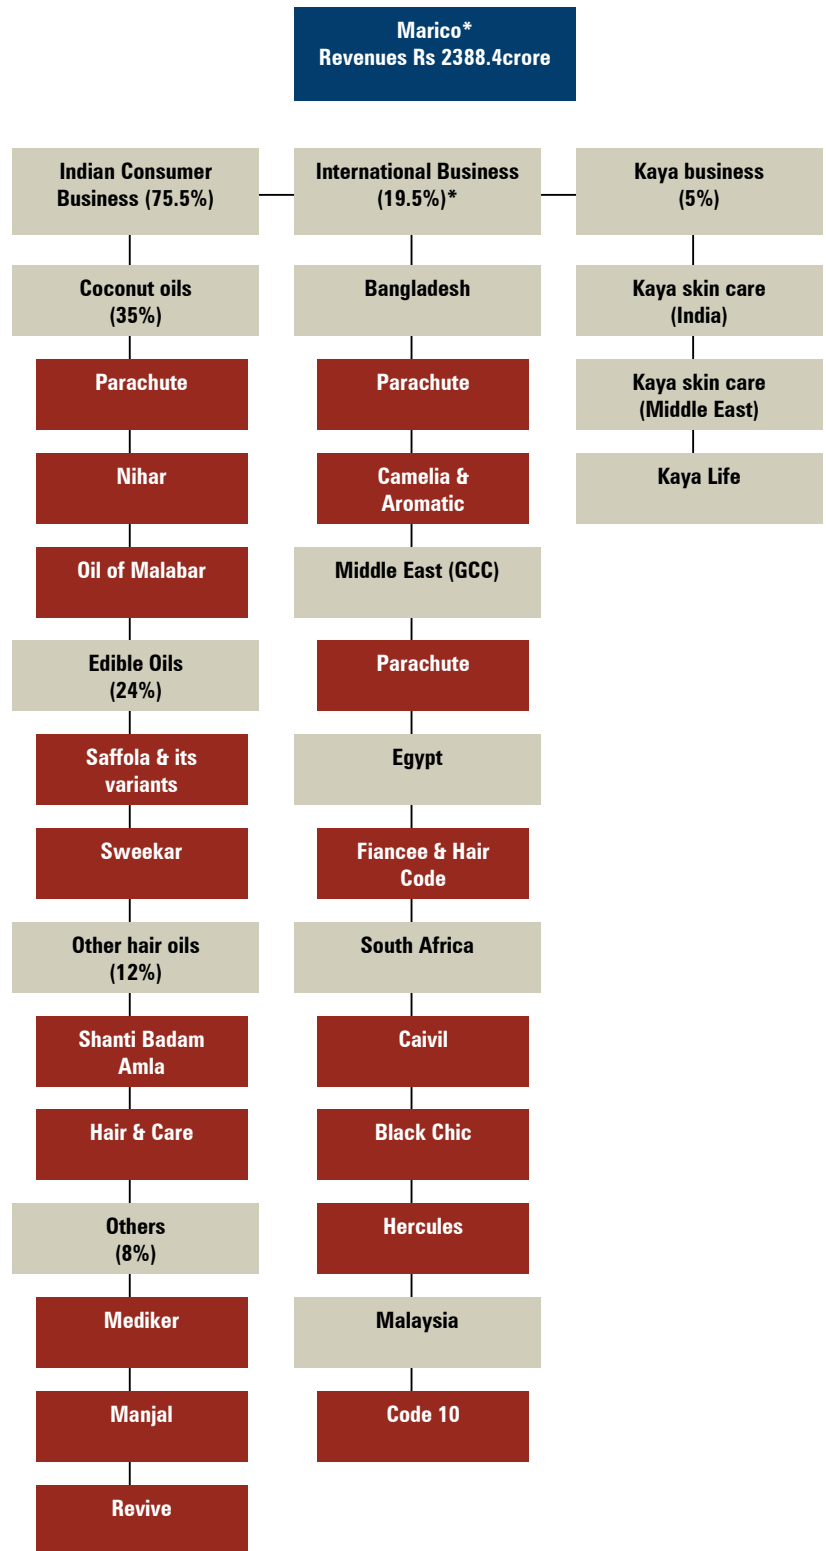 Marico*
Revenues Rs 2388.4crore
Indian Consumer
Business (75.5%)
International Business
(19.5%)*
Kaya business
(5%)
Coconut oils
(35%)
Parachute
Nihar
Oil of Malabar
Edible Oils
(24%)
Saffola & its
variants
Sweekar
Other hair oils
(12%)
Shanti Badam
Amla
Hair & Care
Others
(8%)
Mediker
Manjal
Revive
Bangladesh
Parachute
Camelia &
Aromatic
Middle East (GCC)
Parachute
Egypt
Fiancee & Hair
Code
South Africa
Caivil
Black Chic
Hercules
Malaysia
Code 10
Kaya skin care
(India)
Kaya skin care
(Middle East)
Kaya Life